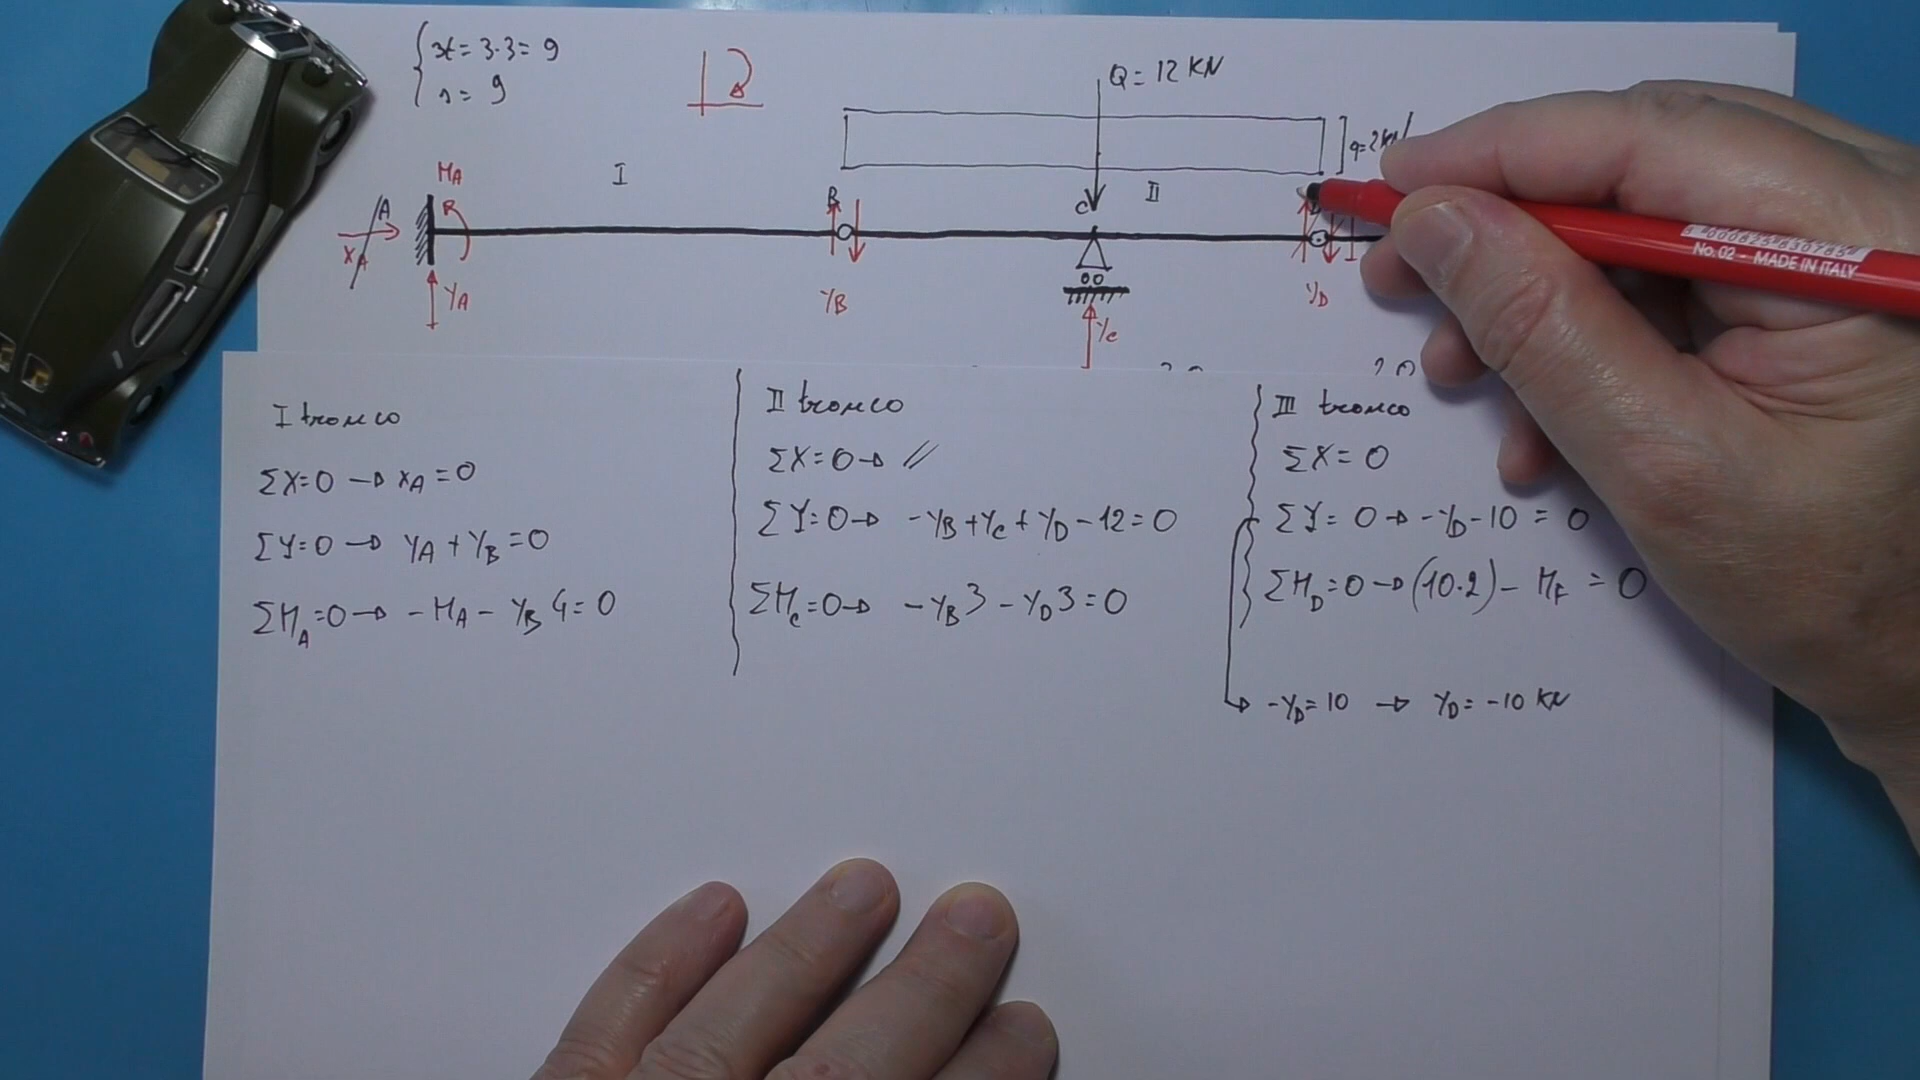 3t = 3·3 = 9
s = 9
Q = 12 KN
q=2KN/
I
II
MA
A
XA
YA
B
YB
C
YC
YD
I tronco
ΣX=0 → XA = 0
ΣY=0 → YA + YB = 0
ΣMA=0 → - MA - YB 4 = 0
II tronco
ΣX=0 → //
ΣY=0 → - YB + YC + YD - 12 = 0
ΣMC=0 → - YB 3 - YD 3 = 0
III tronco
ΣX= 0
ΣY= 0 → - YD - 10 = 0
ΣMD=0 → (10·2) - MF = 0
-YD = 10 → YD = -10 KN
No. 02 - MADE IN ITALY